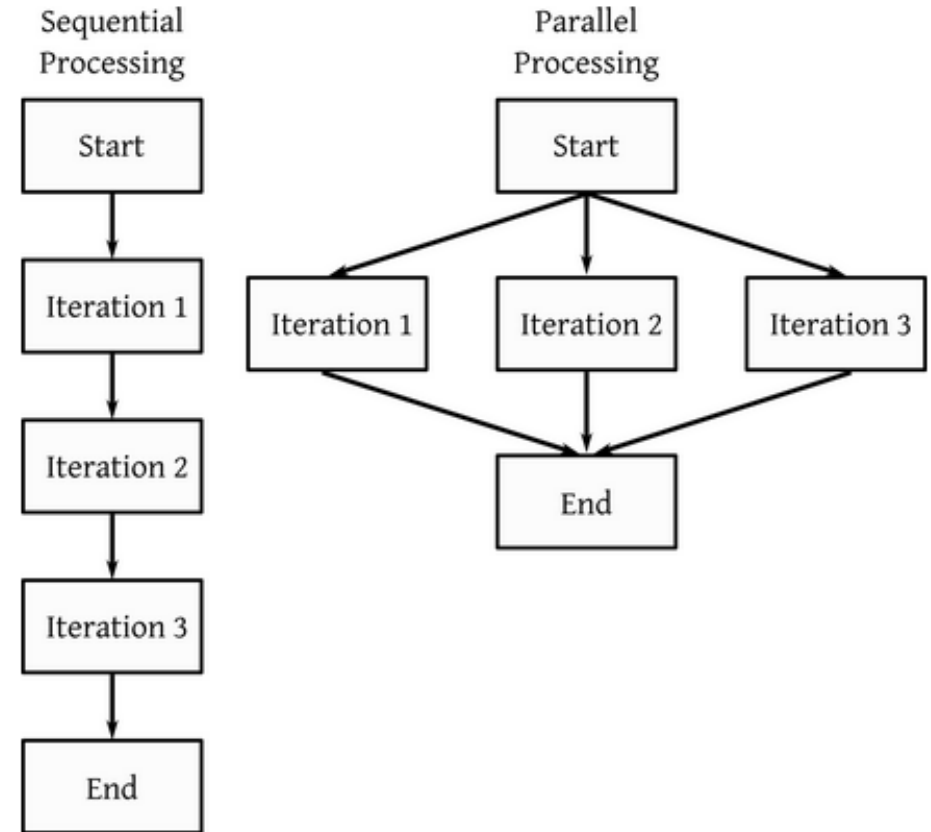 Sequential
Processing
Start
Iteration 1
Iteration 2
Iteration 3
End
Parallel
Processing
Start
Iteration 1
Iteration 2
Iteration 3
End